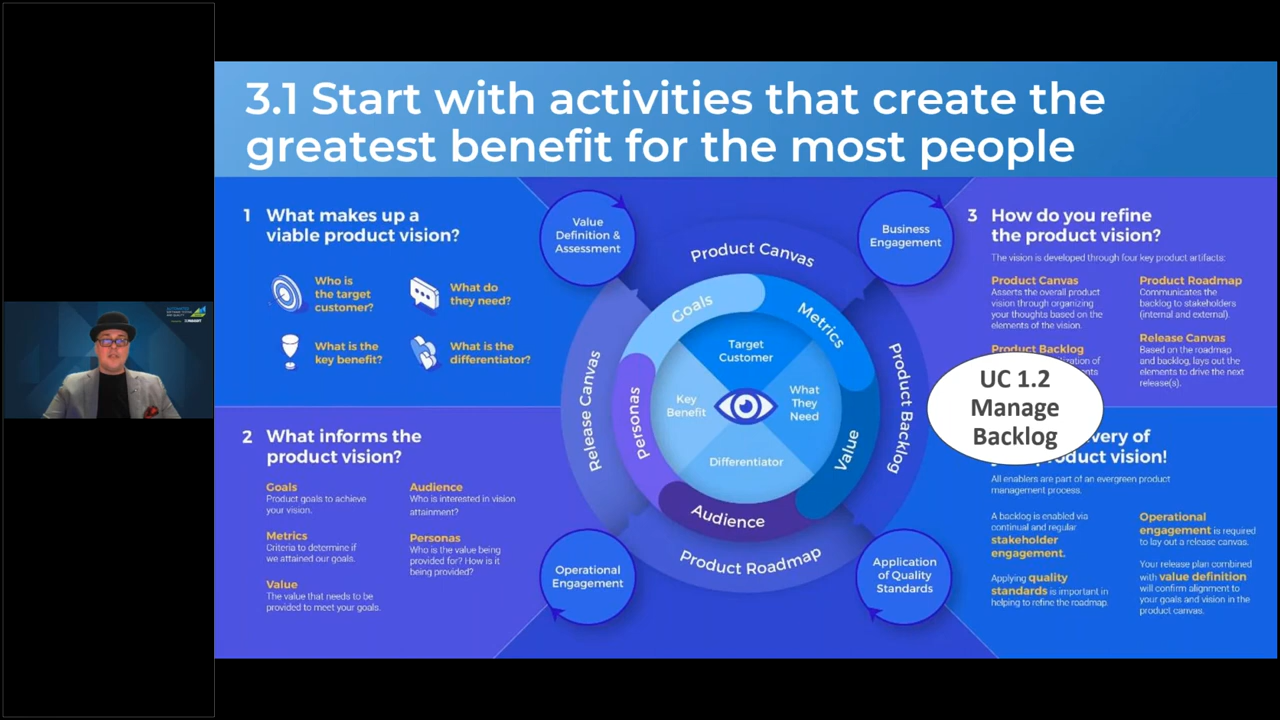 3.1 Start with activities that create the
greatest benefit for the most people
1 What makes up a
viable product vision?
Who is
the target
customer?
What do
they need?
What is the
key benefit?
What is the
differentiator?
2 What informs the
product vision?
Goals
Product goals to achieve
your vision.
Metrics
Criteria to determine if
we attained our goals.
Value
The value that needs to be
provided to meet your goals.
Audience
Who is interested in vision
attainment?
Personas
Who is the value being
provided for? How is it
being provided?
Value
Definition &
Assessment
Business
Engagement
Operational
Engagement
Application
of Quality
Standards
Product Canvas
Product Backlog
Product Roadmap
Release Canvas
Goals
Metrics
Value
Audience
Personas
Target
Customer
What
They
Need
Differentiator
Key
Benefit
3 How do you refine
the product vision?
The vision is developed through four key product artifacts:
Product Canvas
Asserts the overall product
vision through organizing
your thoughts based on the
elements of the vision.
Product Backlog
Product Roadmap
Communicates the
backlog to stakeholders
(internal and external).
Release Canvas
Based on the roadmap
and backlog, lays out the
elements to drive the next
release(s).
UC 1.2
Manage
Backlog
vision!
All enablers are part of an evergreen product
management process.
A backlog is enabled via
continual and regular
stakeholder
engagement.
Applying quality
standards is important in
helping to refine the roadmap.
Operational
engagement is required
to lay out a release canvas.
Your release plan combined
with value definition
will confirm alignment to
your goals and vision in the
product canvas.